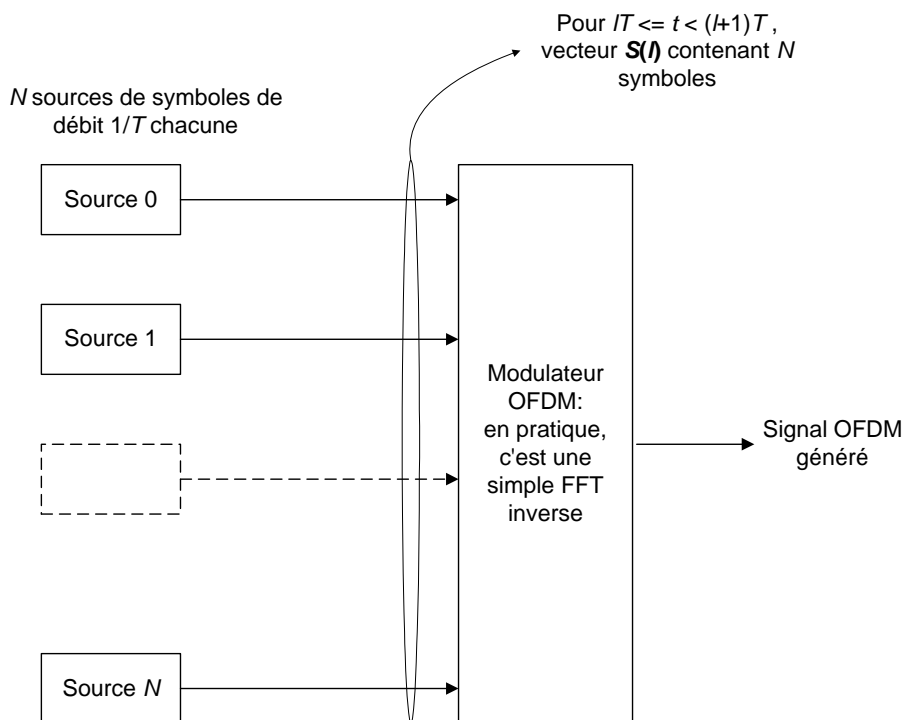 Pour lT <= t < (l+1)T ,
vecteur S(l) contenant N
symboles
N sources de symboles de
débit 1/T chacune
Source 0
Source 1
Modulateur
OFDM:
en pratique,
c'est une
simple FFT
inverse
Signal OFDM
généré
Source N